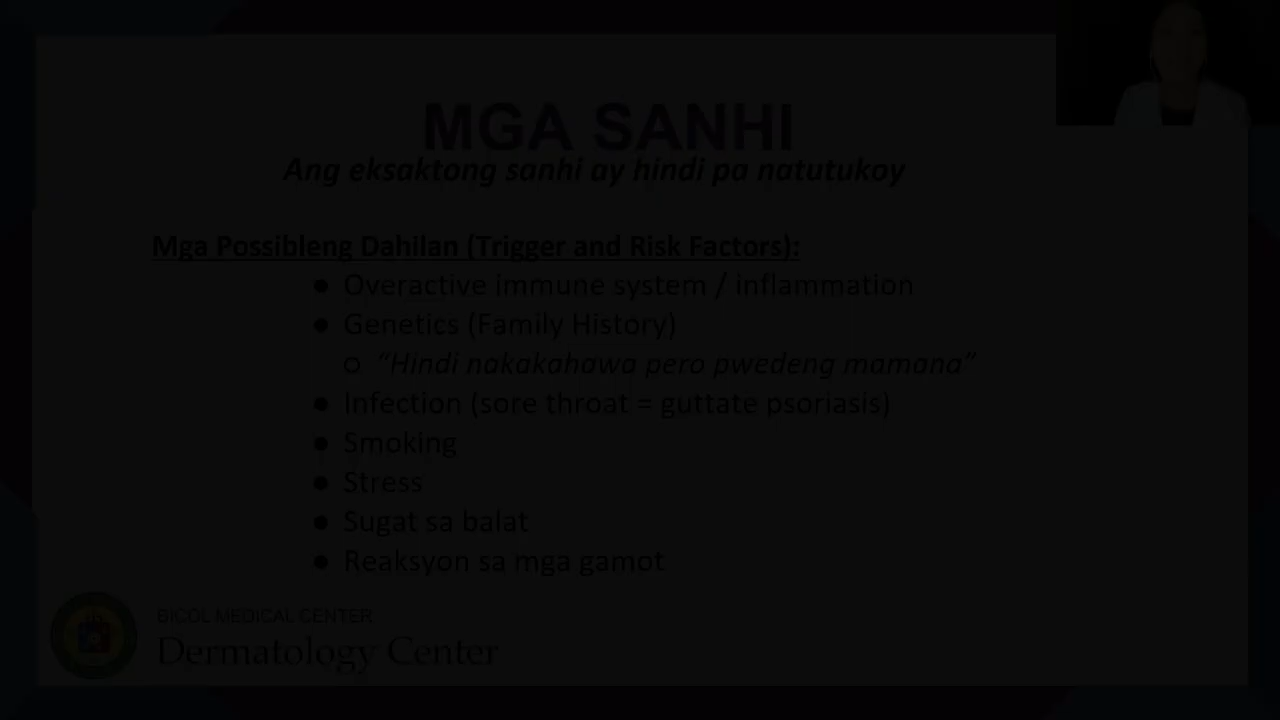 MGA SANHI
Ang eksaktong sanhi ay hindi pa natutukoy
Mga Possibleng Dahilan (Trigger and Risk Factors):
● Overactive immune system / inflammation
● Genetics (Family History)
○ “Hindi nakakahawa pero pwedeng mamana”
● Infection (sore throat = guttate psoriasis)
● Smoking
● Stress
● Sugat sa balat
● Reaksyon sa mga gamot
BICOL MEDICAL CENTER
Dermatology Center